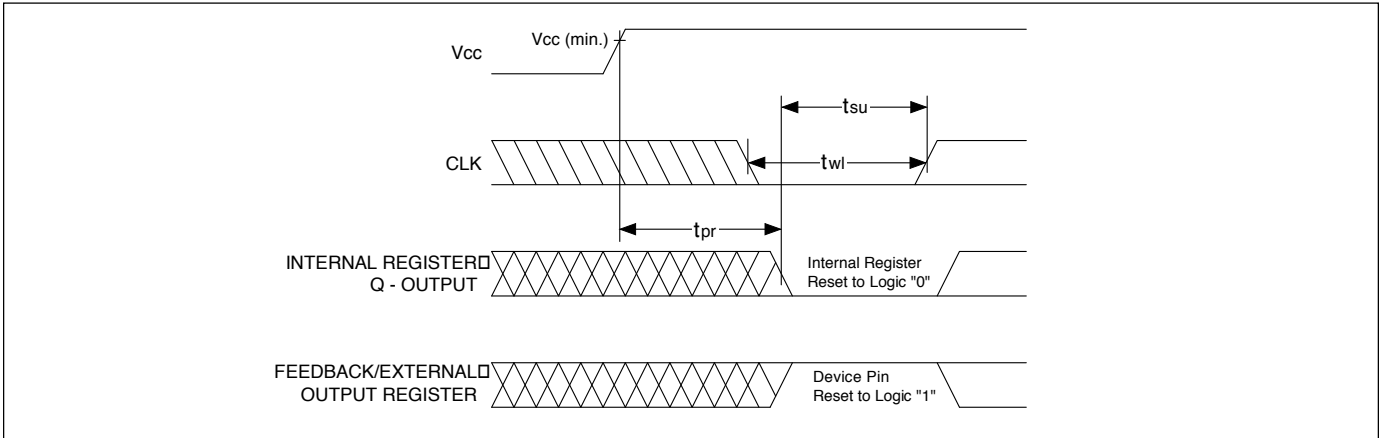 Vcc (min.)
Vcc
tsu
CLK
twl
tpr
INTERNAL REGISTER□
Q - OUTPUT
Internal Register
Reset to Logic "0"
FEEDBACK/EXTERNAL□
OUTPUT REGISTER
Device Pin
Reset to Logic "1"